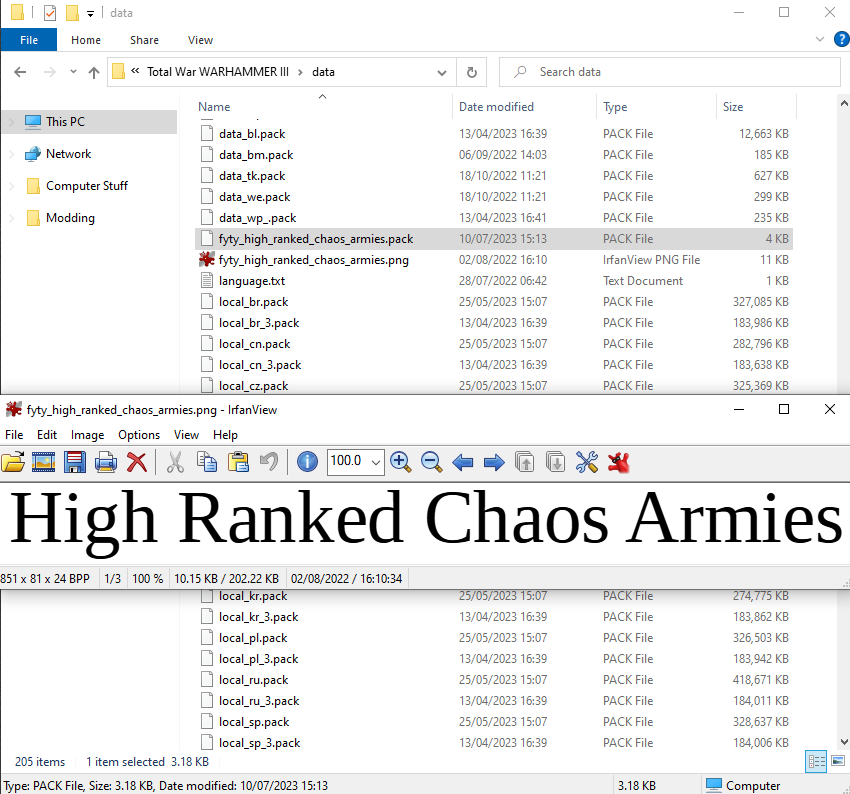 data
File Home Share View
« Total War WARHAMMER III > data
Search data
Name Date modified Type Size
This PC
Network
Computer Stuff
Modding
data_bl.pack 13/04/2023 16:39 PACK File 12,663 KB
data_bm.pack 06/09/2022 14:03 PACK File 185 KB
data_tk.pack 18/10/2022 11:21 PACK File 627 KB
data_we.pack 18/10/2022 11:21 PACK File 299 KB
data_wp_.pack 13/04/2023 16:41 PACK File 235 KB
fyty_high_ranked_chaos_armies.pack 10/07/2023 15:13 PACK File 4 KB
fyty_high_ranked_chaos_armies.png 02/08/2022 16:10 IrfanView PNG File 11 KB
language.txt 28/07/2022 06:42 Text Document 1 KB
local_br.pack 25/05/2023 15:07 PACK File 327,085 KB
local_br_3.pack 13/04/2023 16:39 PACK File 183,986 KB
local_cn.pack 25/05/2023 15:07 PACK File 282,796 KB
local_cn_3.pack 13/04/2023 16:39 PACK File 183,638 KB
local_cz.pack 25/05/2023 15:07 PACK File 325,369 KB
fyty_high_ranked_chaos_armies.png - IrfanView
File Edit Image Options View Help
100.0
High Ranked Chaos Armies
851 x 81 x 24 BPP 1/3 100 % 10.15 KB / 202.22 KB 02/08/2022 / 16:10:34
local_kr.pack 25/05/2023 15:07 PACK File 274,775 KB
local_kr_3.pack 13/04/2023 16:39 PACK File 183,862 KB
local_pl.pack 25/05/2023 15:07 PACK File 326,503 KB
local_pl_3.pack 13/04/2023 16:39 PACK File 183,942 KB
local_ru.pack 25/05/2023 15:07 PACK File 418,671 KB
local_ru_3.pack 13/04/2023 16:39 PACK File 184,011 KB
local_sp.pack 25/05/2023 15:07 PACK File 328,637 KB
local_sp_3.pack 13/04/2023 16:39 PACK File 184,006 KB
205 items 1 item selected 3.18 KB
Type: PACK File, Size: 3.18 KB, Date modified: 10/07/2023 15:13 3.18 KB Computer